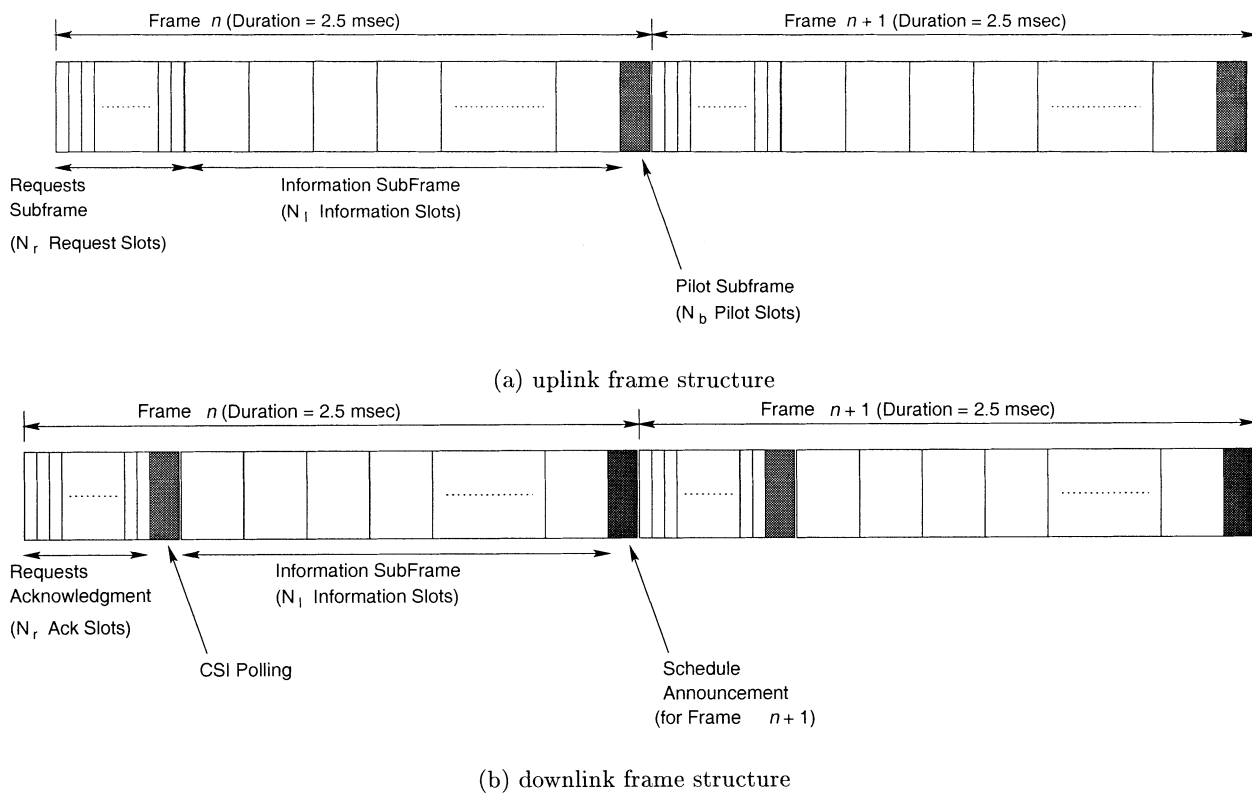 Frame n (Duration = 2.5 msec)
Frame n + 1 (Duration = 2.5 msec)
Requests
Subframe
(N r Request Slots)
Information SubFrame
(N I Information Slots)
Pilot Subframe
(N b Pilot Slots)
(a) uplink frame structure
Frame n (Duration = 2.5 msec)
Frame n + 1 (Duration = 2.5 msec)
Requests
Acknowledgment
(N r Ack Slots)
Information SubFrame
(N I Information Slots)
CSI Polling
Schedule
Announcement
(for Frame n + 1)
(b) downlink frame structure